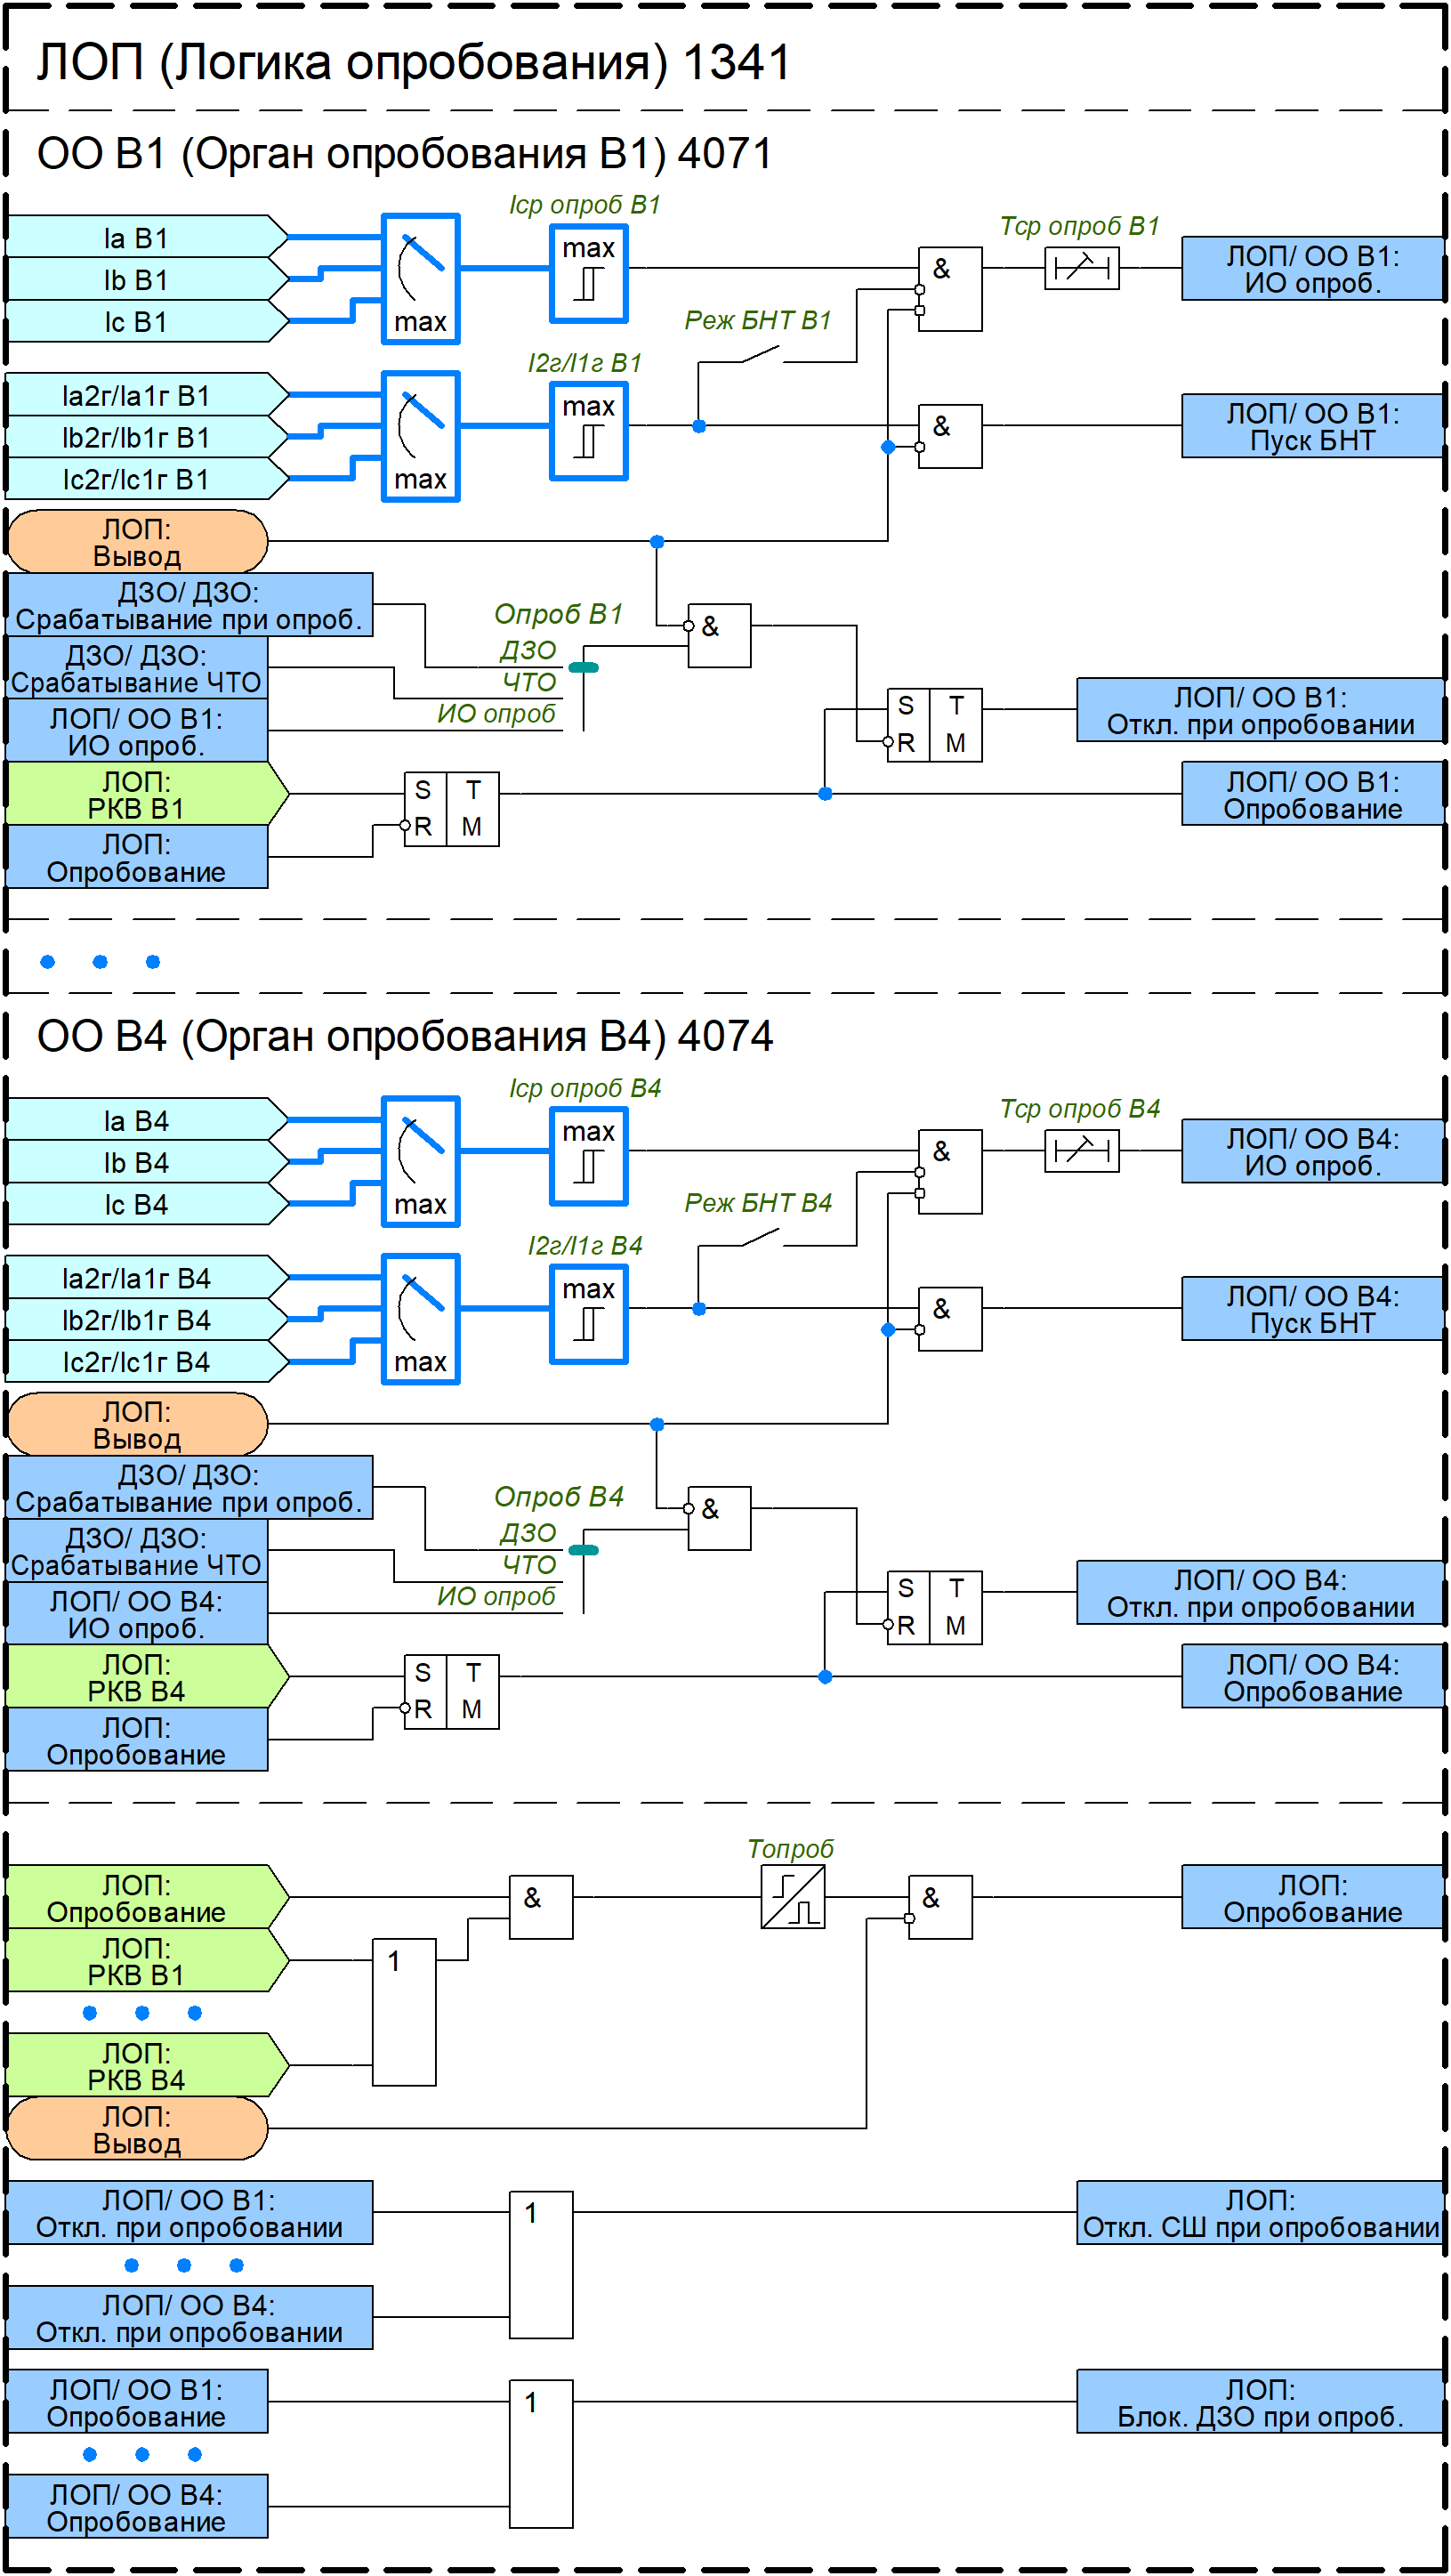 ЛОП (Логика опробования) 1341
ОО В1 (Орган опробования В1) 4071
Iср опроб В1
Ia В1
Ib В1
Ic В1
max
max
&
Тср опроб В1
ЛОП/ ОО В1:
ИО опроб.
Реж БНТ В1
I2г/I1г В1
Ia2г/Ia1г В1
Ib2г/Ib1г В1
Ic2г/Ic1г В1
max
max
&
ЛОП/ ОО В1:
Пуск БНТ
ЛОП:
Вывод
ДЗО/ ДЗО:
Срабатывание при опроб.
ДЗО/ ДЗО:
Срабатывание ЧТО
ЛОП/ ОО В1:
ИО опроб.
Опроб В1
ДЗО
ЧТО
ИО опроб
&
S T
R M
ЛОП/ ОО В1:
Откл. при опробовании
ЛОП:
РКВ В1
ЛОП:
Опробование
S T
R M
ЛОП/ ОО В1:
Опробование
ОО В4 (Орган опробования В4) 4074
Iср опроб В4
Ia В4
Ib В4
Ic В4
max
max
&
Тср опроб В4
ЛОП/ ОО В4:
ИО опроб.
Реж БНТ В4
I2г/I1г В4
Ia2г/Ia1г В4
Ib2г/Ib1г В4
Ic2г/Ic1г В4
max
max
&
ЛОП/ ОО В4:
Пуск БНТ
ЛОП:
Вывод
ДЗО/ ДЗО:
Срабатывание при опроб.
ДЗО/ ДЗО:
Срабатывание ЧТО
ЛОП/ ОО В4:
ИО опроб.
Опроб В4
ДЗО
ЧТО
ИО опроб
&
S T
R M
ЛОП/ ОО В4:
Откл. при опробовании
ЛОП:
РКВ В4
ЛОП:
Опробование
S T
R M
ЛОП/ ОО В4:
Опробование
ЛОП:
Опробование
ЛОП:
РКВ В1
ЛОП:
РКВ В4
ЛОП:
Вывод
1
&
Топроб
&
ЛОП:
Опробование
ЛОП/ ОО В1:
Откл. при опробовании
ЛОП/ ОО В4:
Откл. при опробовании
1
ЛОП:
Откл. СШ при опробовании
ЛОП/ ОО В1:
Опробование
ЛОП/ ОО В4:
Опробование
1
ЛОП:
Блок. ДЗО при опроб.